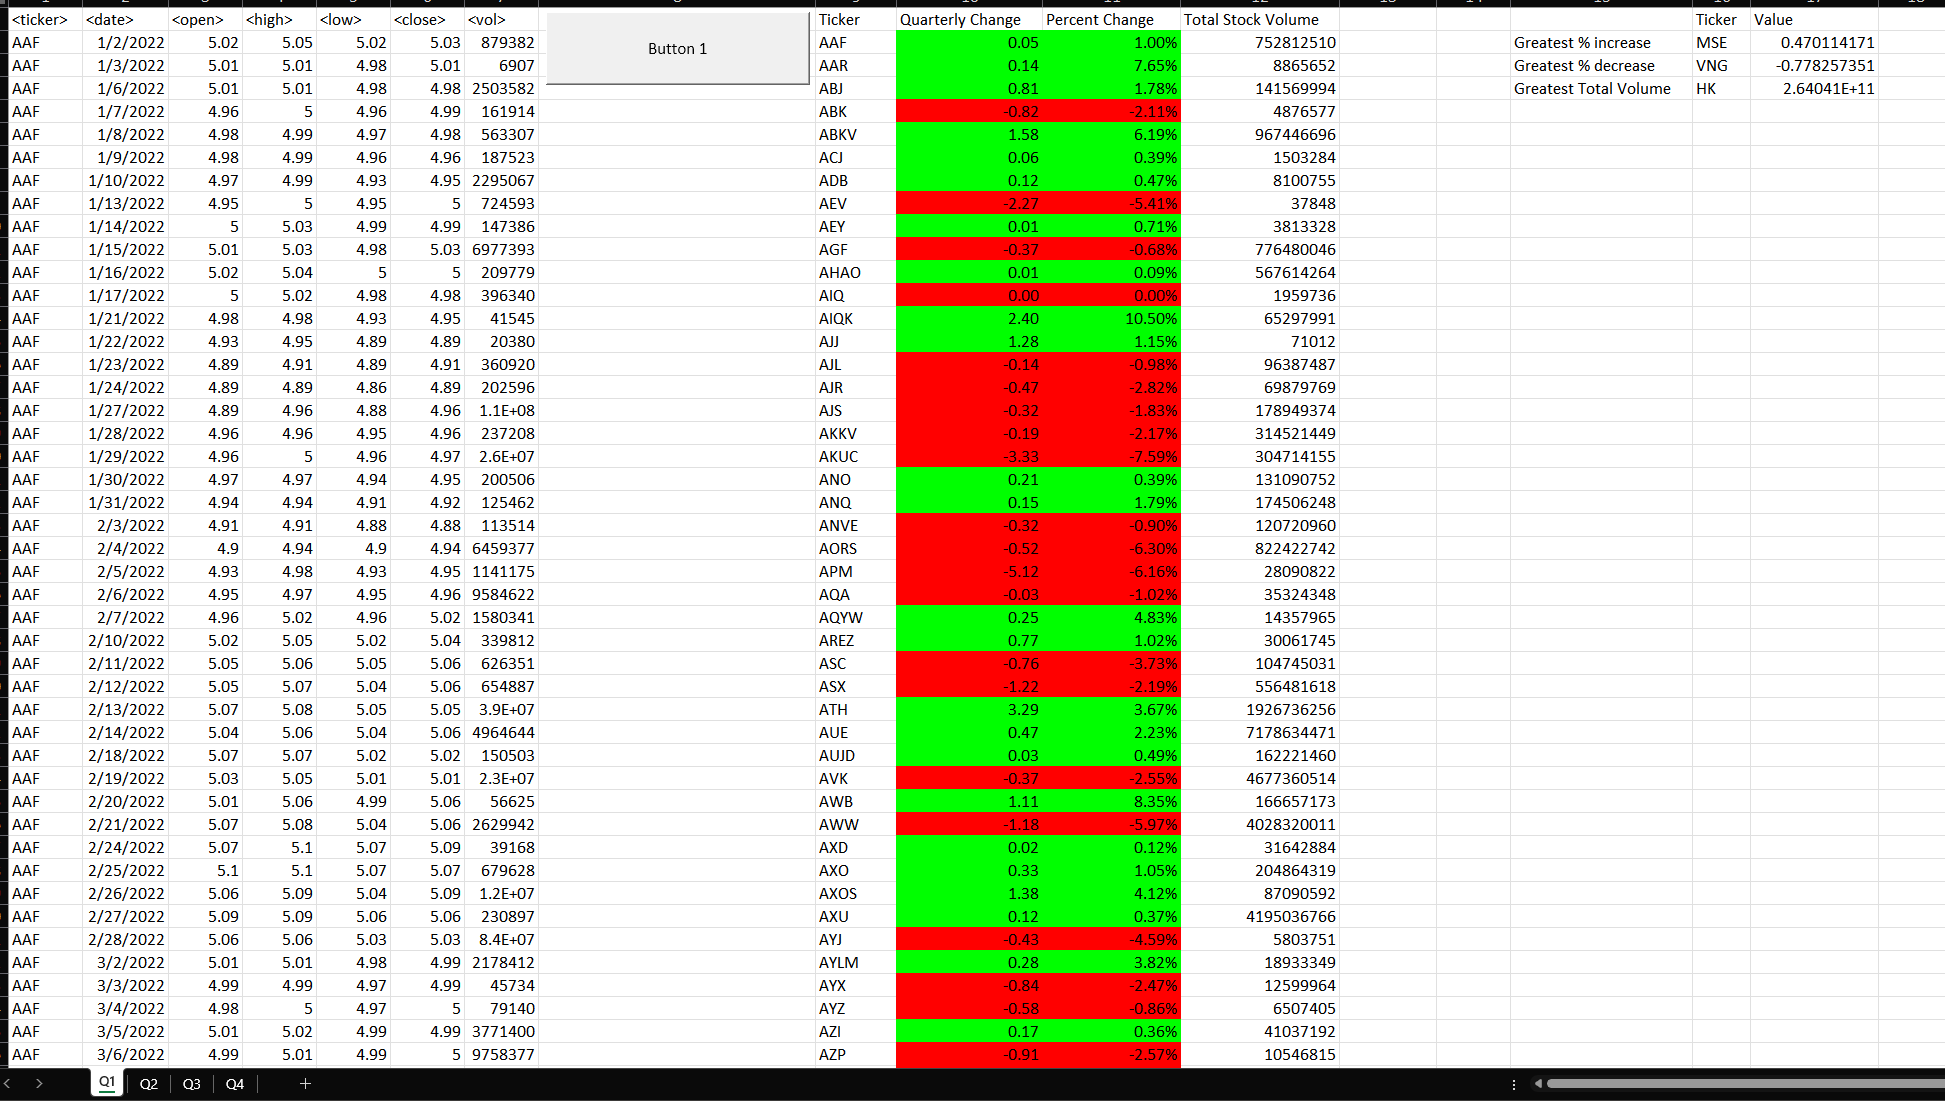 <ticker> <date> <open> <high> <low> <close> <vol> Ticker Quarterly Change Percent Change Total Stock Volume Ticker Value
AAF 1/2/2022 5.02 5.05 5.02 5.03 879382 Button 1 AAF 0.05 1.00% 752812510 Greatest % increase MSE 0.470114171
AAF 1/3/2022 5.01 5.01 4.98 5.01 6907 AAR 0.14 7.65% 8865652 Greatest % decrease VNG -0.778257351
AAF 1/6/2022 5.01 5.01 4.98 4.98 2503582 ABJ 0.81 1.78% 141569994 Greatest Total Volume HK 2.64041E+11
AAF 1/7/2022 4.96 5 4.96 4.99 161914 ABK -0.82 -2.11% 4876577
AAF 1/8/2022 4.98 4.99 4.97 4.98 563307 ABKV 1.58 6.19% 967446696
AAF 1/9/2022 4.98 4.99 4.96 4.96 187523 ACJ 0.06 0.39% 1503284
AAF 1/10/2022 4.97 4.99 4.93 4.95 2295067 ADB 0.12 0.47% 8100755
AAF 1/13/2022 4.95 5 4.95 5 724593 AEV -2.27 -5.41% 37848
AAF 1/14/2022 5 5.03 4.99 4.99 147386 AEY 0.01 0.71% 3813328
AAF 1/15/2022 5.01 5.03 4.98 5.03 6977393 AGF -0.37 -0.68% 776480046
AAF 1/16/2022 5.02 5.04 5 5 209779 AHAO 0.01 0.09% 567614264
AAF 1/17/2022 5 5.02 4.98 4.98 396340 AIQ 0.00 0.00% 1959736
AAF 1/21/2022 4.98 4.98 4.93 4.95 41545 AIQK 2.40 10.50% 65297991
AAF 1/22/2022 4.93 4.95 4.89 4.89 20380 AJJ 1.28 1.15% 71012
AAF 1/23/2022 4.89 4.91 4.89 4.91 360920 AJL -0.14 -0.98% 96387487
AAF 1/24/2022 4.89 4.89 4.86 4.89 202596 AJR -0.47 -2.82% 69879769
AAF 1/27/2022 4.89 4.96 4.88 4.96 1.1E+08 AJS -0.32 -1.83% 178949374
AAF 1/28/2022 4.96 4.96 4.95 4.96 237208 AKKV -0.19 -2.17% 314521449
AAF 1/29/2022 4.96 5 4.96 4.97 2.6E+07 AKUC -3.33 -7.59% 304714155
AAF 1/30/2022 4.97 4.97 4.94 4.95 200506 ANO 0.21 0.39% 131090752
AAF 1/31/2022 4.94 4.94 4.91 4.92 125462 ANQ 0.15 1.79% 174506248
AAF 2/3/2022 4.91 4.91 4.88 4.88 113514 ANVE -0.32 -0.90% 120720960
AAF 2/4/2022 4.9 4.94 4.9 4.94 6459377 AORS -0.52 -6.30% 822422742
AAF 2/5/2022 4.93 4.98 4.93 4.95 1141175 APM -5.12 -6.16% 28090822
AAF 2/6/2022 4.95 4.97 4.95 4.96 9584622 AQA -0.03 -1.02% 35324348
AAF 2/7/2022 4.96 5.02 4.96 5.02 1580341 AQYW 0.25 4.83% 14357965
AAF 2/10/2022 5.02 5.05 5.02 5.04 339812 AREZ 0.77 1.02% 30061745
AAF 2/11/2022 5.05 5.06 5.05 5.06 626351 ASC -0.76 -3.73% 104745031
AAF 2/12/2022 5.05 5.07 5.04 5.06 654887 ASX -1.22 -2.19% 556481618
AAF 2/13/2022 5.07 5.08 5.05 5.05 3.9E+07 ATH 3.29 3.67% 1926736256
AAF 2/14/2022 5.04 5.06 5.04 5.06 4964644 AUE 0.47 2.23% 7178634471
AAF 2/18/2022 5.07 5.07 5.02 5.02 150503 AUJD 0.03 0.49% 162221460
AAF 2/19/2022 5.03 5.05 5.01 5.01 2.3E+07 AVK -0.37 -2.55% 4677360514
AAF 2/20/2022 5.01 5.06 4.99 5.06 56625 AWB 1.11 8.35% 166657173
AAF 2/21/2022 5.07 5.08 5.04 5.06 2629942 AWW -1.18 -5.97% 4028320011
AAF 2/24/2022 5.07 5.1 5.07 5.09 39168 AXD 0.02 0.12% 31642884
AAF 2/25/2022 5.1 5.1 5.07 5.07 679628 AXO 0.33 1.05% 204864319
AAF 2/26/2022 5.06 5.09 5.04 5.09 1.2E+07 AXOS 1.38 4.12% 87090592
AAF 2/27/2022 5.09 5.09 5.06 5.06 230897 AXU 0.12 0.37% 4195036766
AAF 2/28/2022 5.06 5.06 5.03 5.03 8.4E+07 AYJ -0.43 -4.59% 5803751
AAF 3/2/2022 5.01 5.01 4.98 4.99 2178412 AYLM 0.28 3.82% 18933349
AAF 3/3/2022 4.99 4.99 4.97 4.99 45734 AYX -0.84 -2.47% 12599964
AAF 3/4/2022 4.98 5 4.97 5 79140 AYZ -0.58 -0.86% 6507405
AAF 3/5/2022 5.01 5.02 4.99 4.99 3771400 AZI 0.17 0.36% 41037192
AAF 3/6/2022 4.99 5.01 4.99 5 9758377 AZP -0.91 -2.57% 10546815
Q1 Q2 Q3 Q4